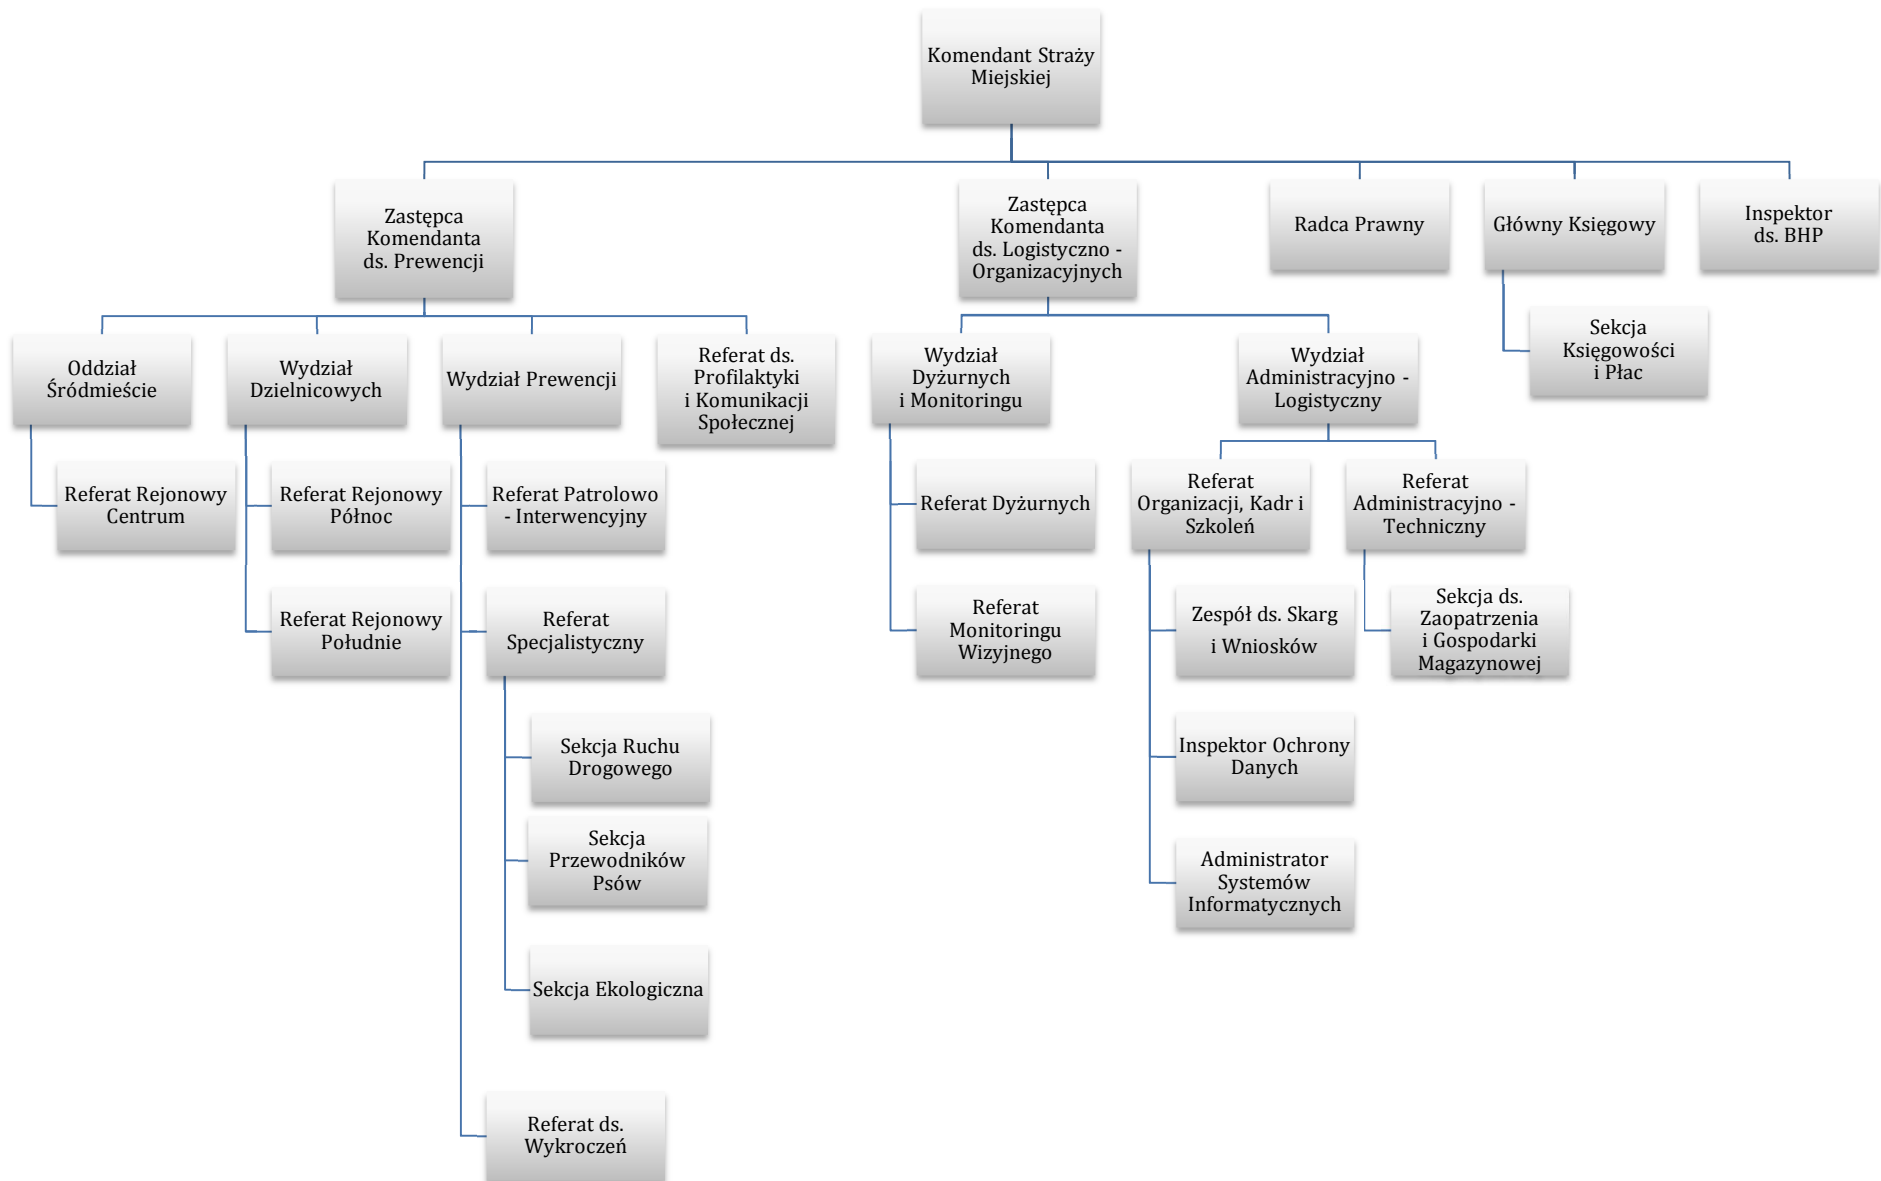 Komendant Straży
Miejskiej
Zastępca
Komendanta
ds. Prewencji
Zastępca
Komendanta
ds. Logistyczno -
Organizacyjnych
Radca Prawny
Główny Księgowy
Inspektor
ds. BHP
Sekcja
Księgowości
i Płac
Oddział
Śródmieście
Wydział
Dzielnicowych
Wydział Prewencji
Referat ds.
Profilaktyki
i Komunikacji
Społecznej
Wydział
Dyżurnych
i Monitoringu
Wydział
Administracyjno -
Logistyczny
Referat Rejonowy
Centrum
Referat Rejonowy
Północ
Referat Patrolowo
- Interwencyjny
Referat Dyżurnych
Referat
Organizacji, Kadr i
Szkoleń
Referat
Administracyjno -
Techniczny
Referat Rejonowy
Południe
Referat
Specjalistyczny
Referat
Monitoringu
Wizyjnego
Zespół ds. Skarg
i Wniosków
Sekcja ds.
Zaopatrzenia
i Gospodarki
Magazynowej
Sekcja Ruchu
Drogowego
Inspektor Ochrony
Danych
Sekcja
Przewodników
Psów
Administrator
Systemów
Informatycznych
Sekcja Ekologiczna
Referat ds.
Wykroczeń